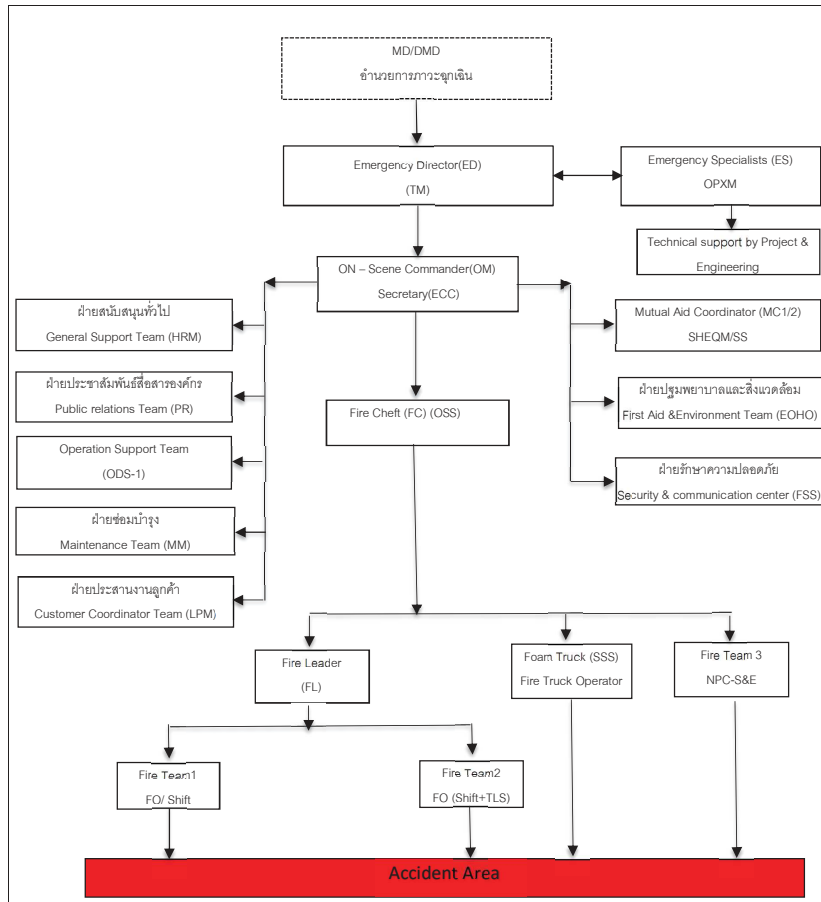 MD/DMD
อำนวยการภาวะฉุกเฉิน
Emergency Director(ED)
(TM)
Emergency Specialists (ES)
OPXM
Technical support by Project &
Engineering
ON – Scene Commander(OM)
Secretary(ECC)
ฝ่ายสนับสนุนทั่วไป
General Support Team (HRM)
Mutual Aid Coordinator (MC1/2)
SHEQM/SS
ฝ่ายประชาสัมพันธ์สื่อสารองค์กร
Public relations Team (PR)
ฝ่ายปฐมพยาบาลและสิ่งแวดล้อม
First Aid &Environment Team (EOHO)
Fire Cheft (FC) (OSS)
Operation Support Team
(ODS-1)
ฝ่ายรักษาความปลอดภัย
Security & communication center (FSS)
ฝ่ายซ่อมบำรุง
Maintenance Team (MM)
ฝ่ายประสานงานลูกค้า
Customer Coordinator Team (LPM)
Fire Leader
(FL)
Foam Truck (SSS)
Fire Truck Operator
Fire Team 3
NPC-S&E
Fire Team1
FO/ Shift
Fire Team2
FO (Shift+TLS)
Accident Area